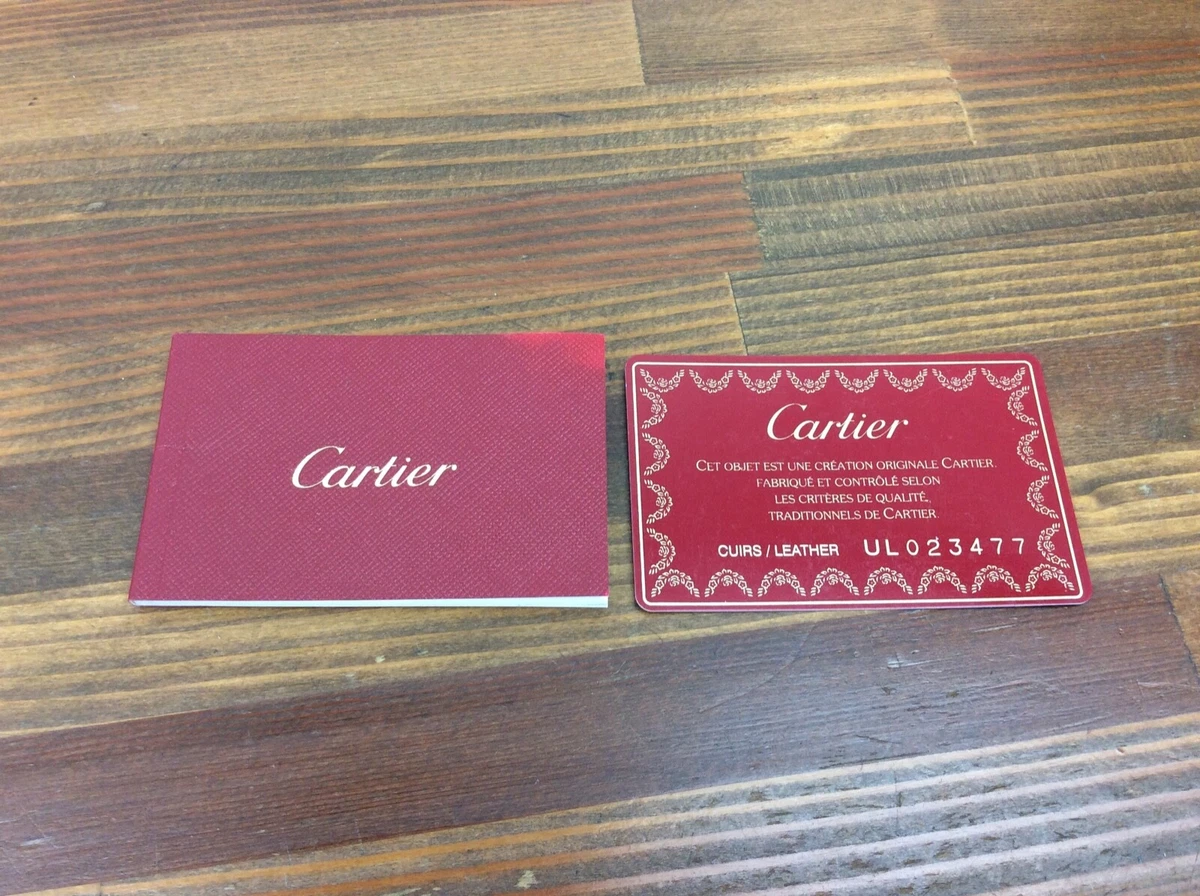 Cartier
Cartier
CET OBJET EST UNE CRÉATION ORIGINALE CARTIER.
FABRIQUÉ ET CONTRÔLÉ SELON
LES CRITÈRES DE QUALITÉ,
TRADITIONNELS DE CARTIER.
CUIRS / LEATHER UL023477